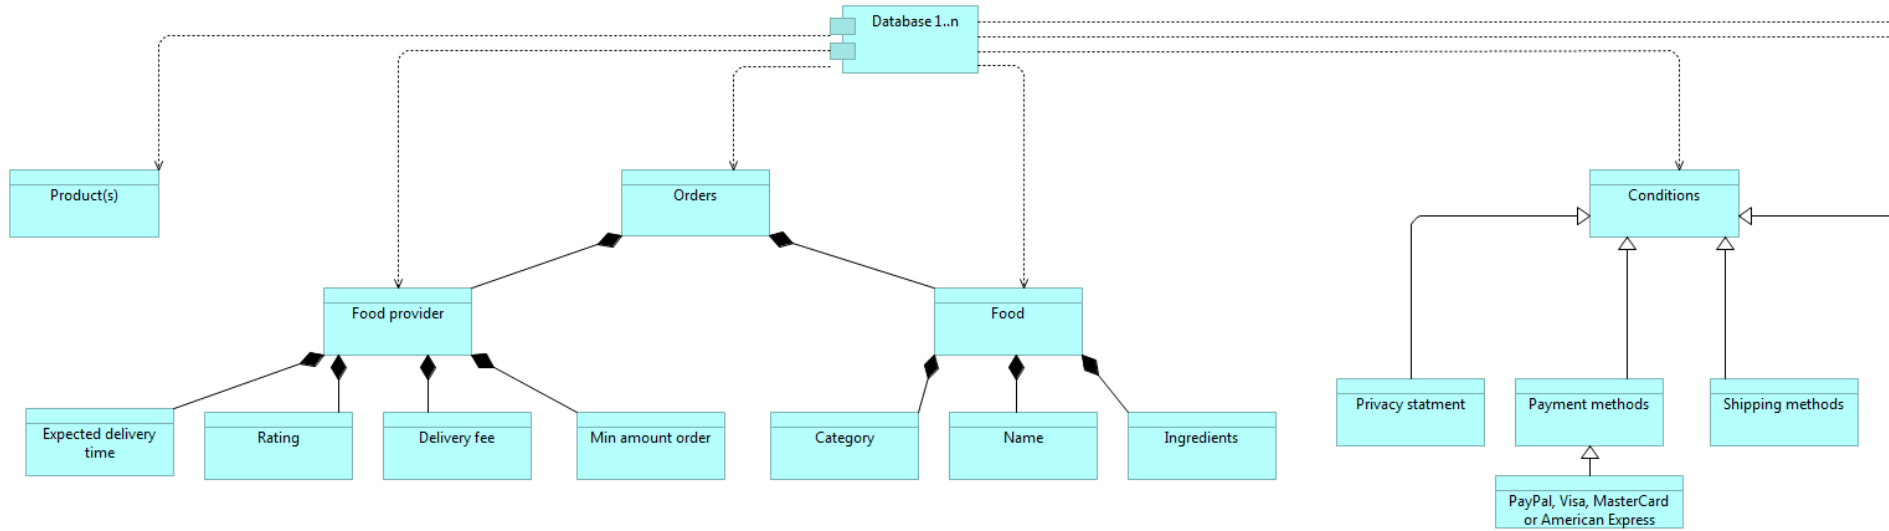 Database 1..n
Product(s)
Orders
Conditions
Food provider
Food
Privacy statment
Payment methods
Shipping methods
Expected delivery
time
Rating
Delivery fee
Min amount order
Category
Name
Ingredients
PayPal, Visa, MasterCard
or American Express